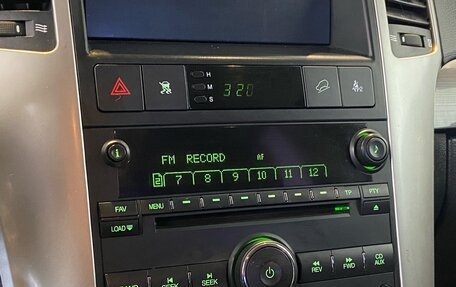 H
M
S
3:20
FM RECORD AF
2 7 8 9 10 11 12
FAV MENU TP PTY
LOAD
SEEK SEEK REV FWD CD AUX